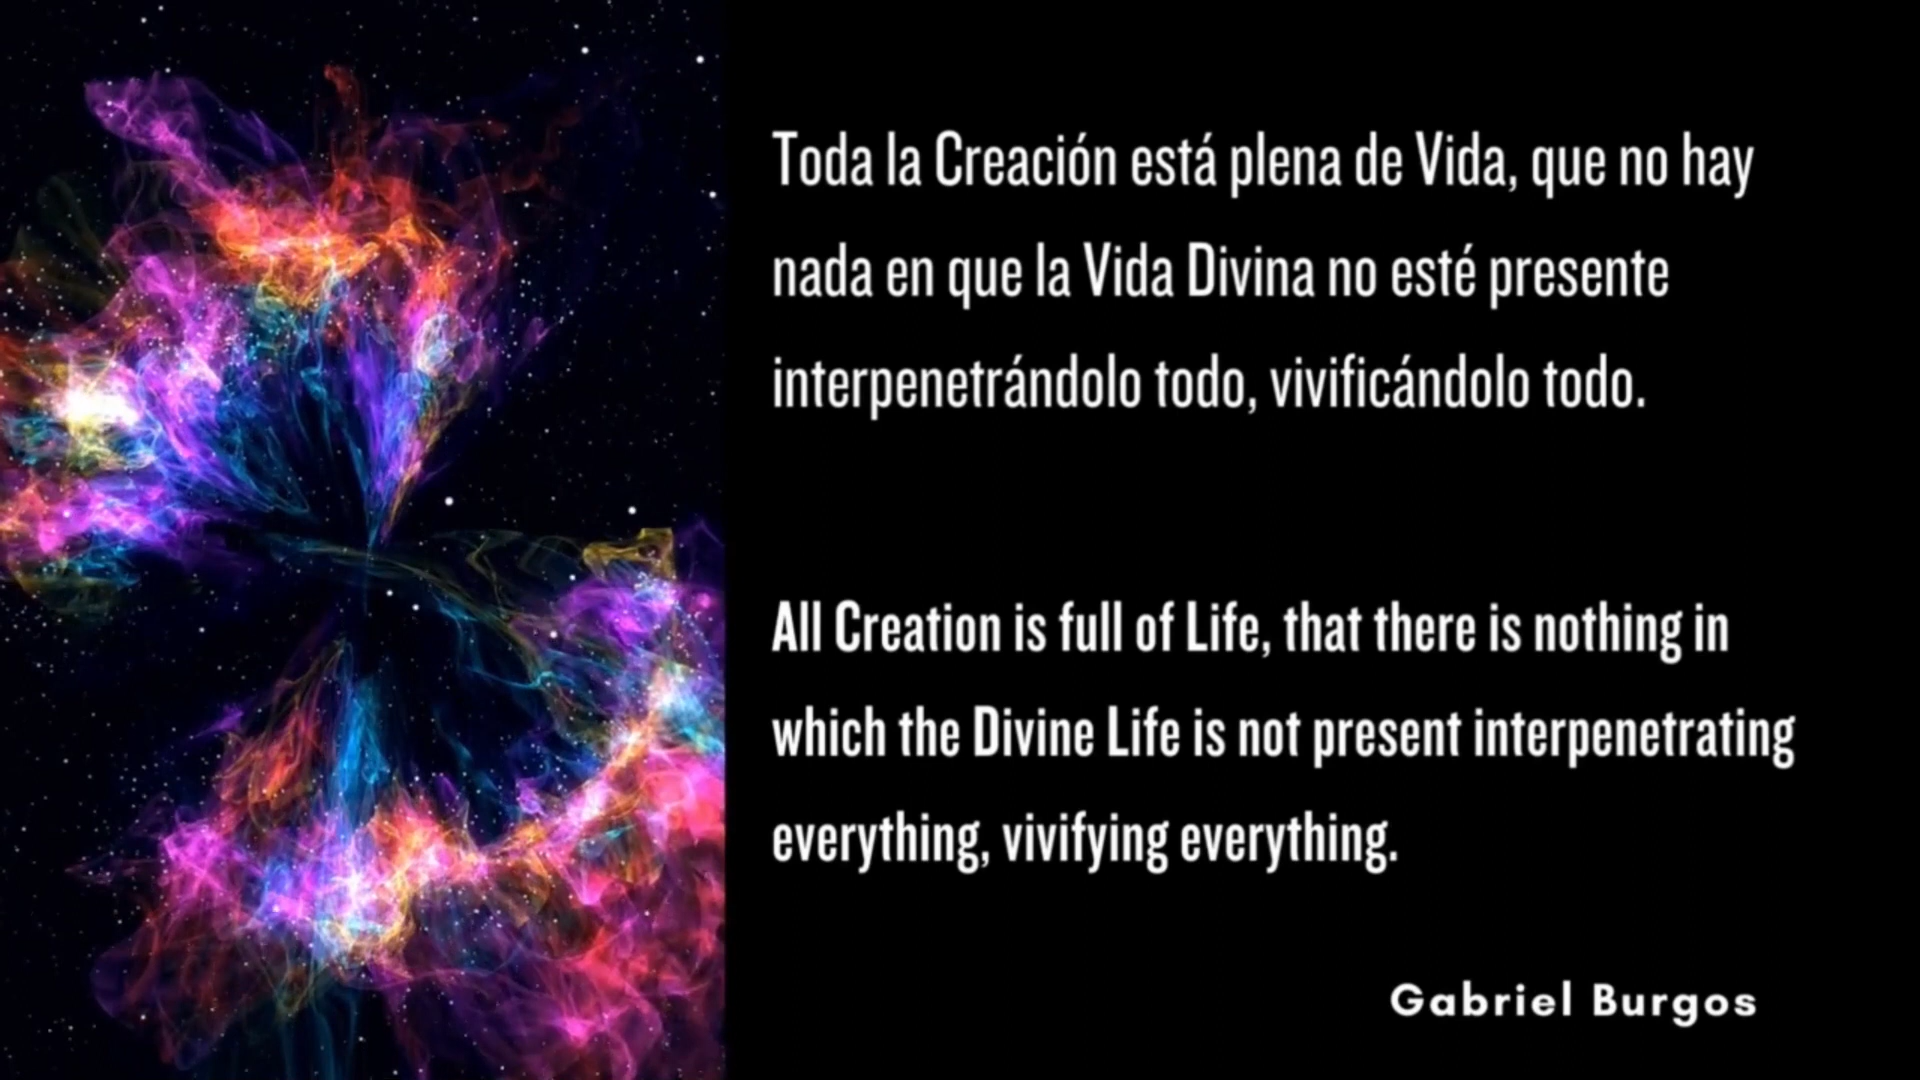 Toda la Creación está plena de Vida, que no hay
nada en que la Vida Divina no esté presente
interpenetrándolo todo, vivificándolo todo.
All Creation is full of Life, that there is nothing in
which the Divine Life is not present interpenetrating
everything, vivifying everything.
Gabriel Burgos